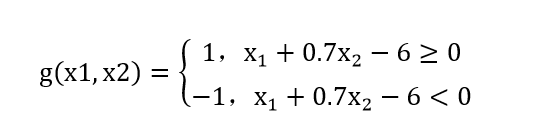 g(x1, x2) = { 1， x₁ + 0.7x₂ − 6 ≥ 0
−1， x₁ + 0.7x₂ − 6 < 0